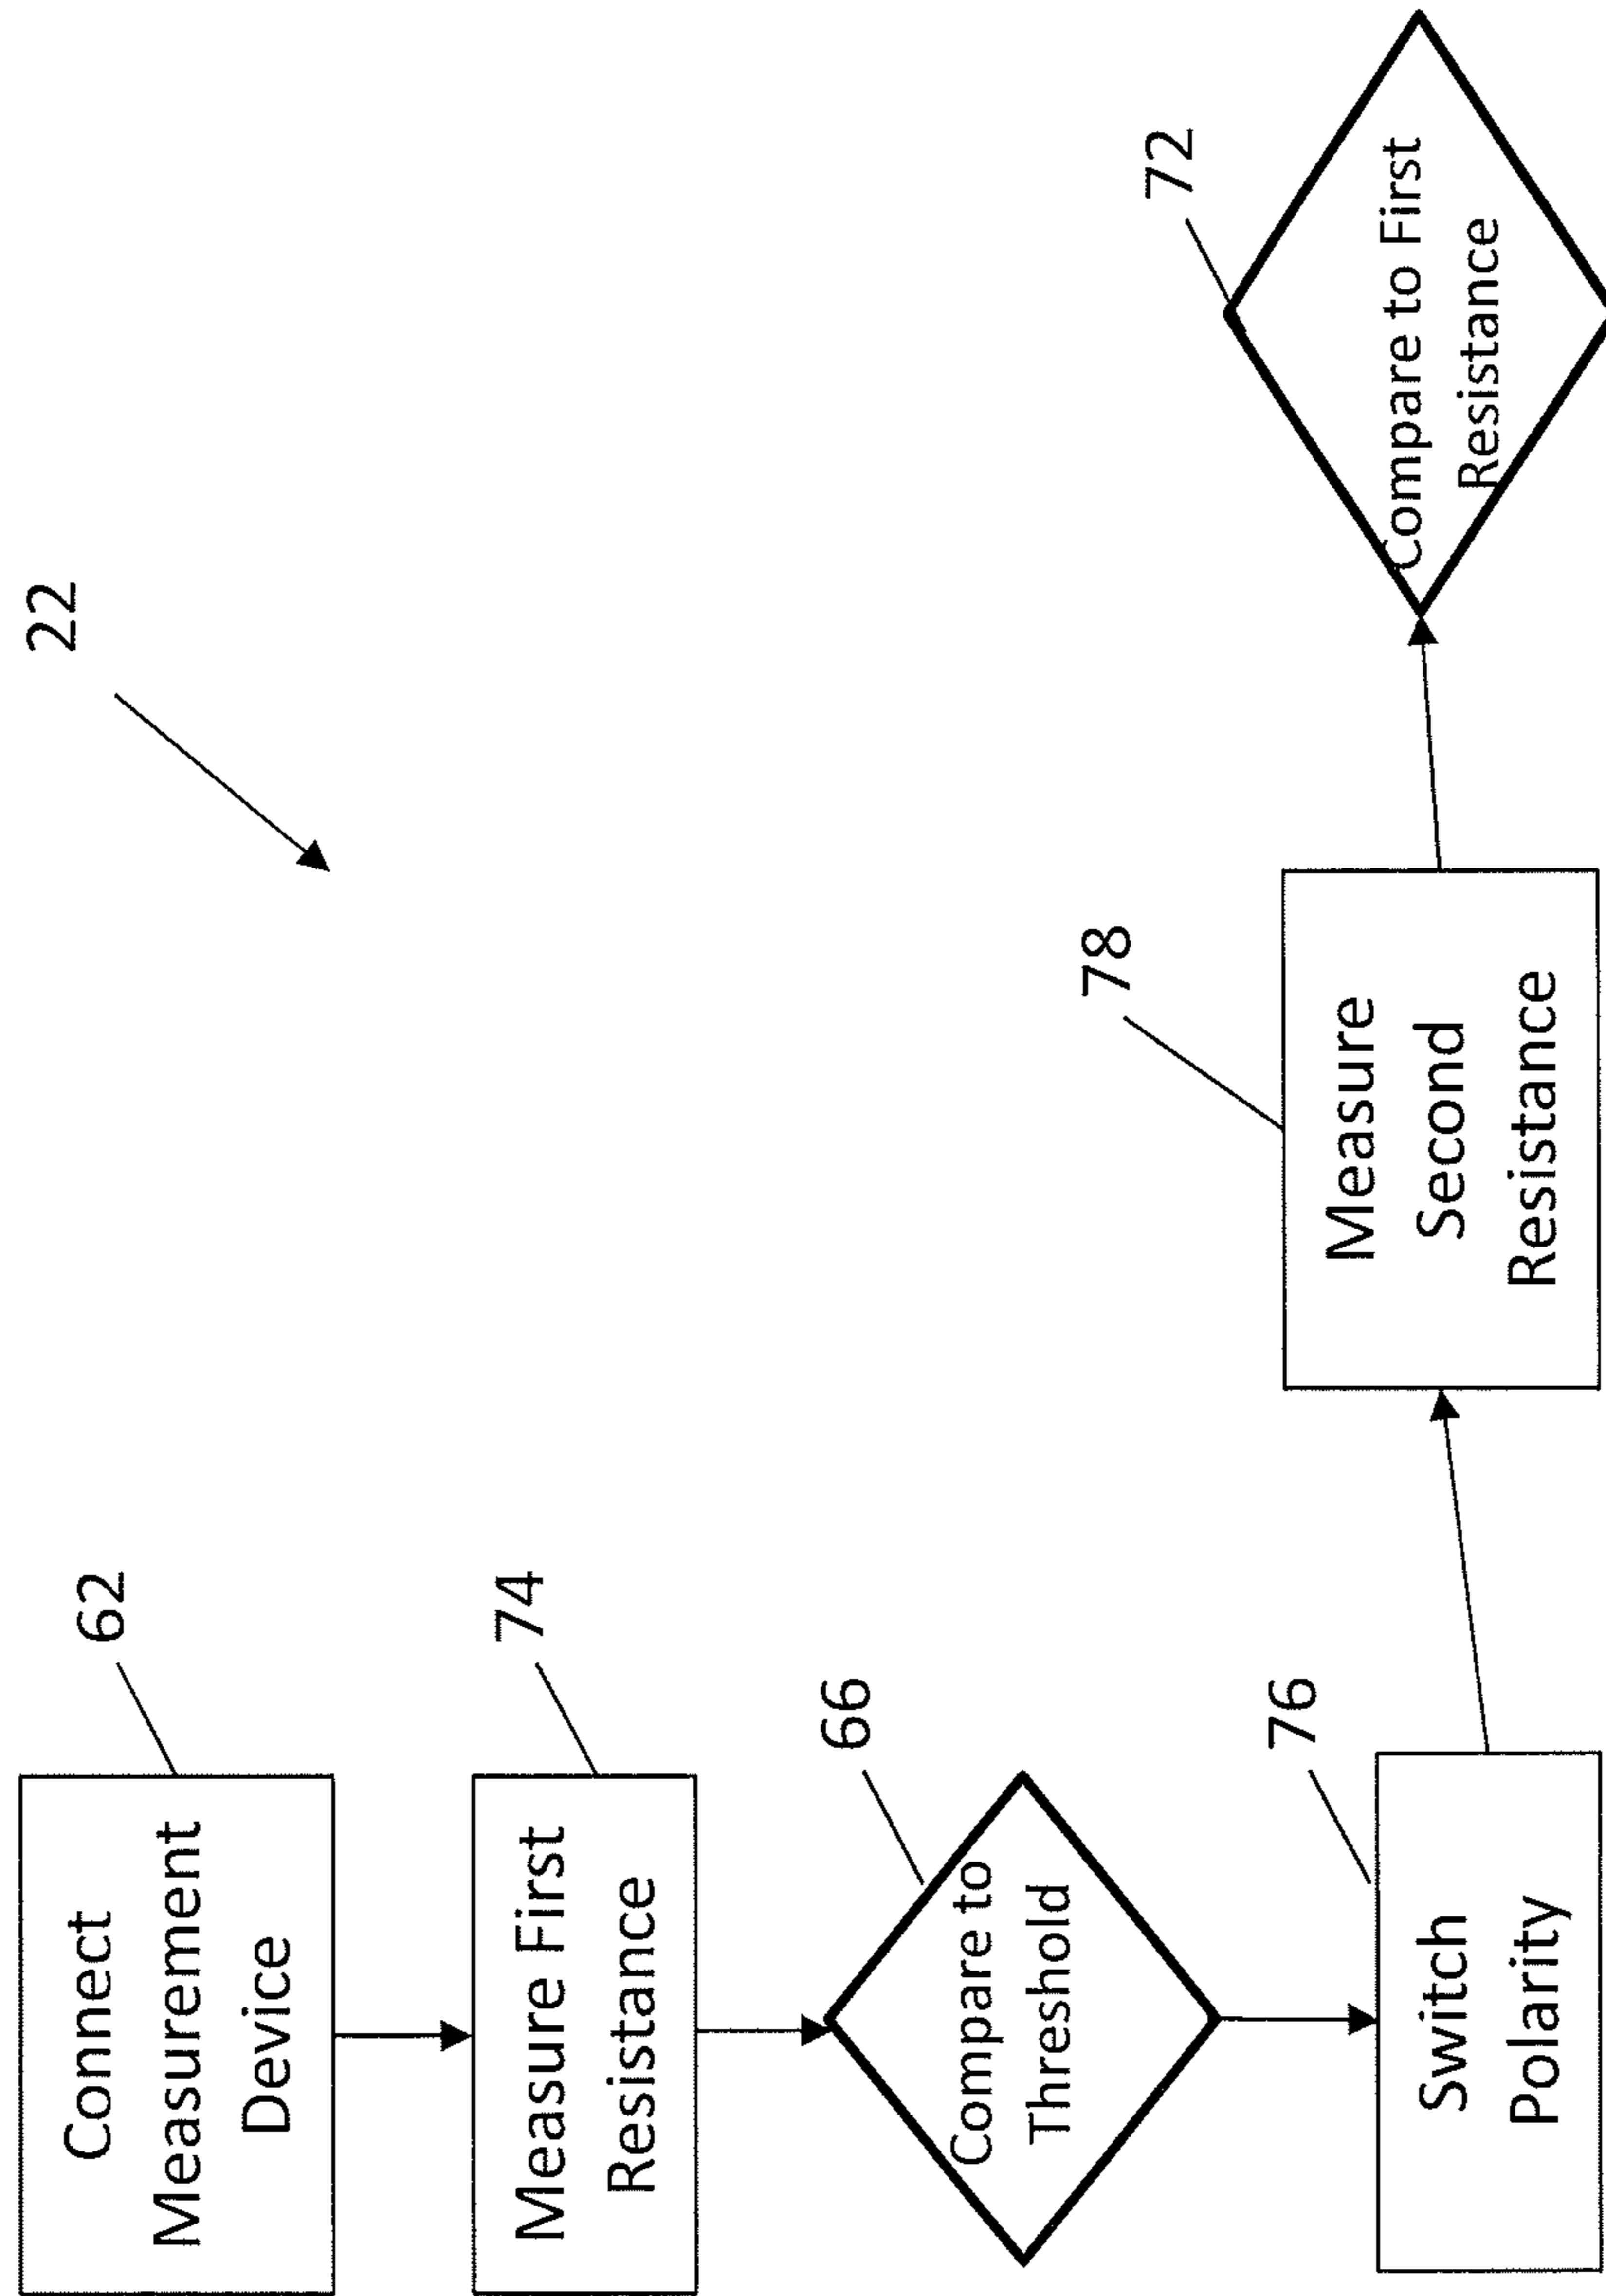 22
62
Connect
Measurement
Device
74
Measure First
Resistance
66
Compare to
Threshold
76
Switch
Polarity
78
Measure
Second
Resistance
72
Compare to First
Resistance